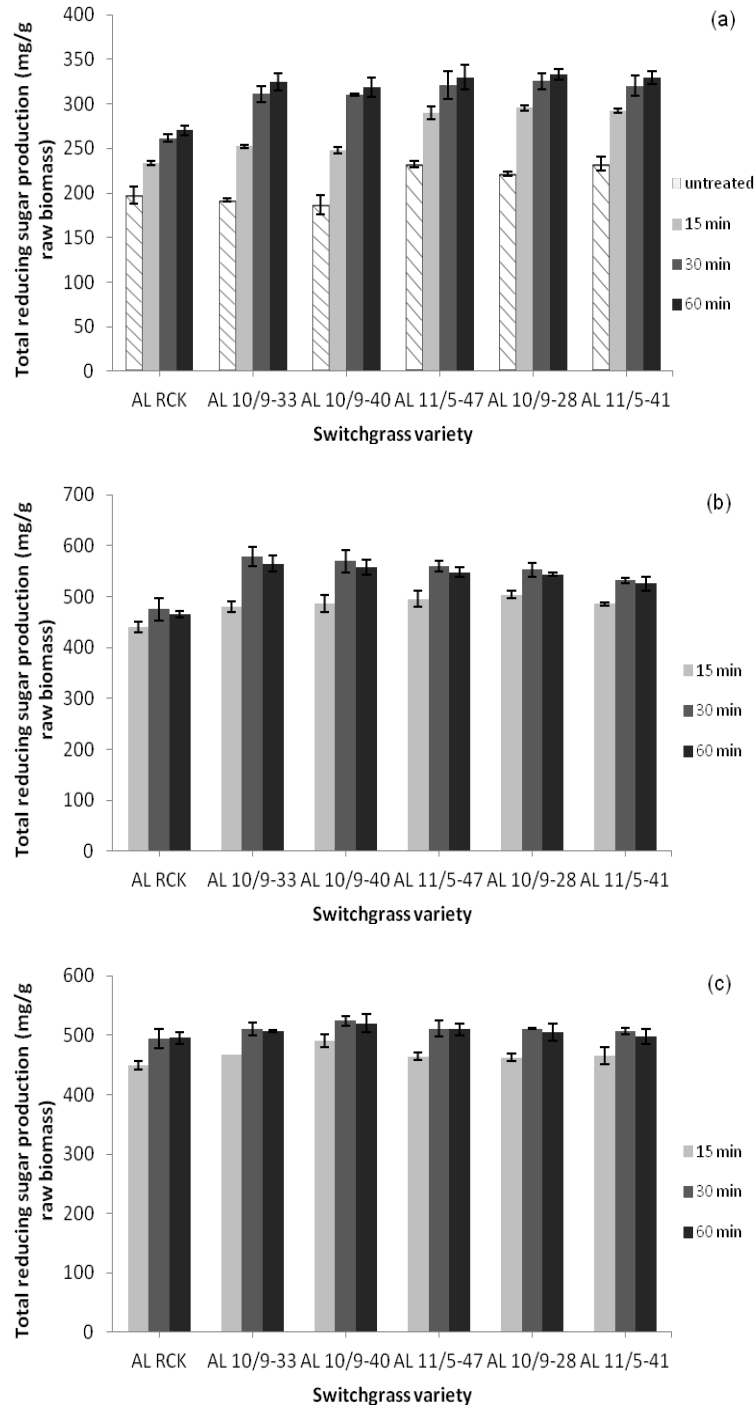 (a)
Total reducing sugar production (mg/g
raw biomass)
400
350
300
250
200
150
100
50
0
AL RCK AL 10/9-33 AL 10/9-40 AL 11/5-47 AL 10/9-28 AL 11/5-41
Switchgrass variety
untreated
15 min
30 min
60 min
(b)
Total reducing sugar production (mg/g
raw biomass)
700
600
500
400
300
200
100
0
AL RCK AL 10/9-33 AL 10/9-40 AL 11/5-47 AL 10/9-28 AL 11/5-41
Switchgrass variety
15 min
30 min
60 min
(c)
Total reducing sugar production (mg/g
raw biomass)
600
500
400
300
200
100
0
AL RCK AL 10/9-33 AL 10/9-40 AL 11/5-47 AL 10/9-28 AL 11/5-41
Switchgrass variety
15 min
30 min
60 min